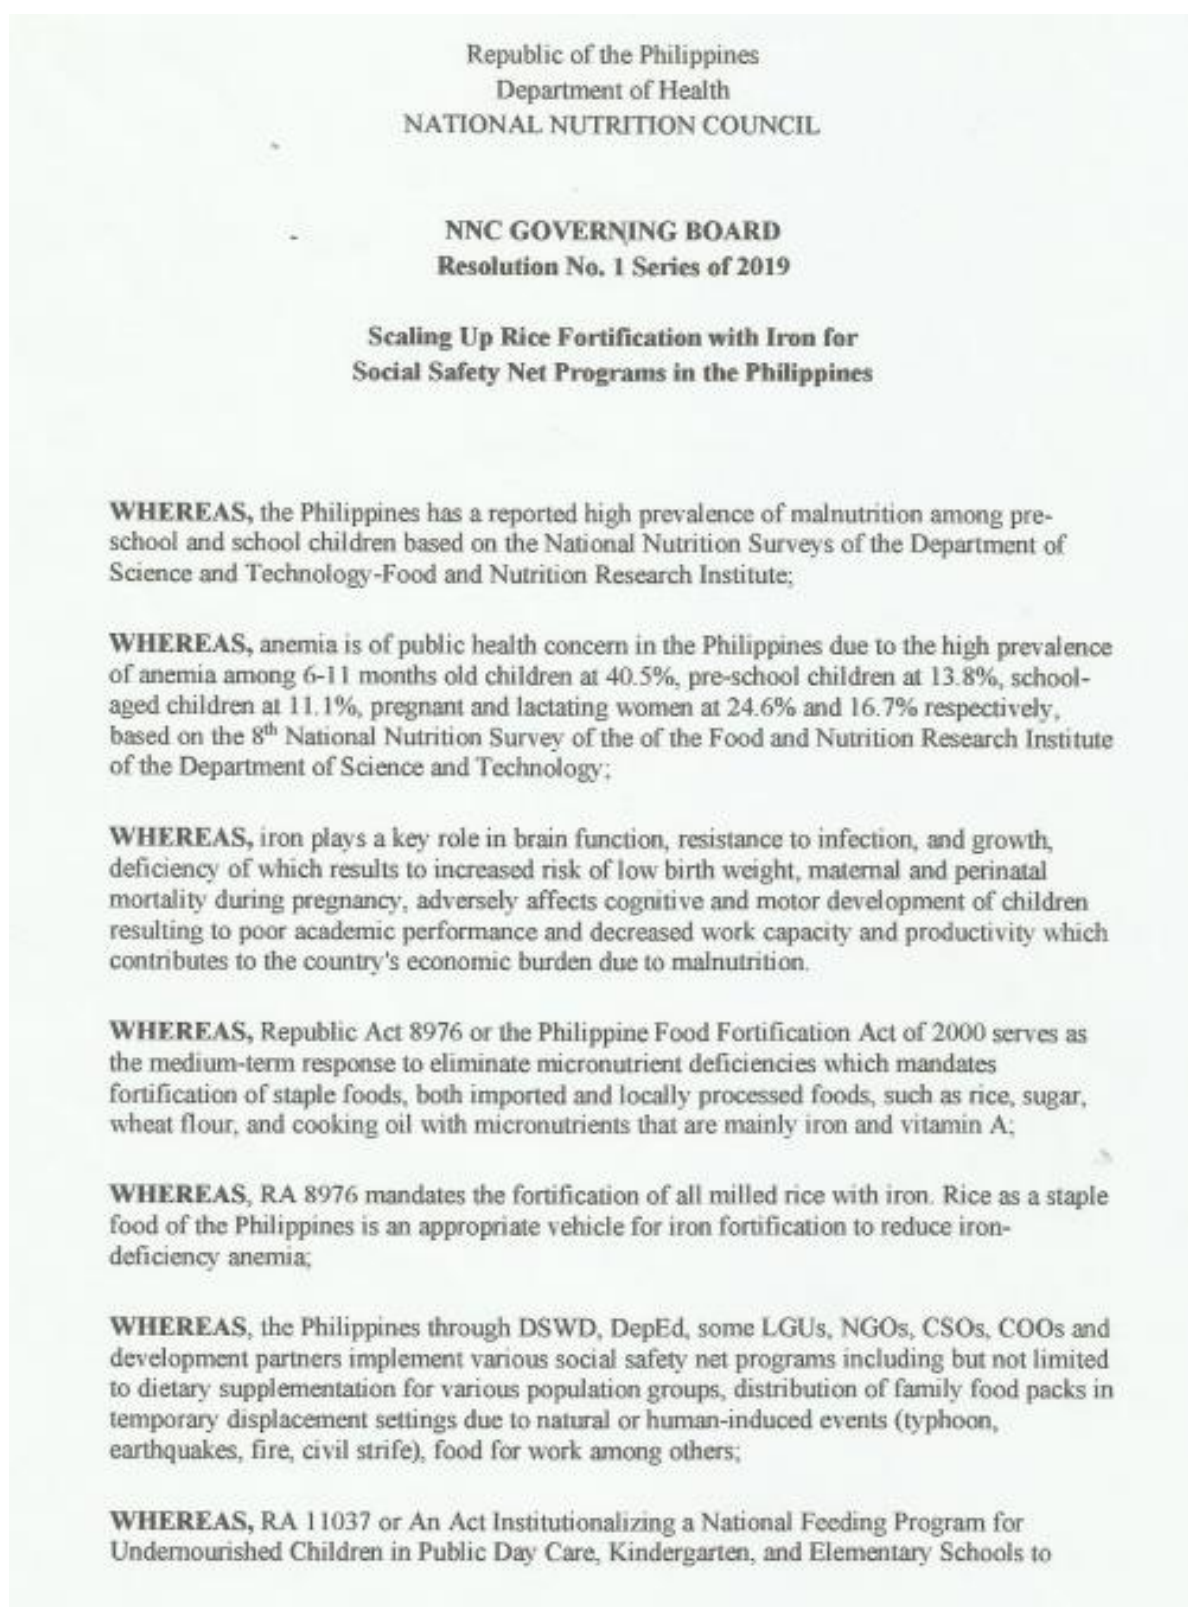 Republic of the Philippines
Department of Health
NATIONAL NUTRITION COUNCIL
NNC GOVERNING BOARD
Resolution No. 1 Series of 2019
Scaling Up Rice Fortification with Iron for
Social Safety Net Programs in the Philippines
WHEREAS, the Philippines has a reported high prevalence of malnutrition among pre-
school and school children based on the National Nutrition Surveys of the Department of
Science and Technology-Food and Nutrition Research Institute;
WHEREAS, anemia is of public health concern in the Philippines due to the high prevalence
of anemia among 6-11 months old children at 40.5%, pre-school children at 13.8%, school-
aged children at 11.1%, pregnant and lactating women at 24.6% and 16.7% respectively,
based on the 8th National Nutrition Survey of the of the Food and Nutrition Research Institute
of the Department of Science and Technology;
WHEREAS, iron plays a key role in brain function, resistance to infection, and growth,
deficiency of which results to increased risk of low birth weight, maternal and perinatal
mortality during pregnancy, adversely affects cognitive and motor development of children
resulting to poor academic performance and decreased work capacity and productivity which
contributes to the country's economic burden due to malnutrition.
WHEREAS, Republic Act 8976 or the Philippine Food Fortification Act of 2000 serves as
the medium-term response to eliminate micronutrient deficiencies which mandates
fortification of staple foods, both imported and locally processed foods, such as rice, sugar,
wheat flour, and cooking oil with micronutrients that are mainly iron and vitamin A;
WHEREAS, RA 8976 mandates the fortification of all milled rice with iron. Rice as a staple
food of the Philippines is an appropriate vehicle for iron fortification to reduce iron-
deficiency anemia;
WHEREAS, the Philippines through DSWD, DepEd, some LGUs, NGOs, CSOs, COOs and
development partners implement various social safety net programs including but not limited
to dietary supplementation for various population groups, distribution of family food packs in
temporary displacement settings due to natural or human-induced events (typhoon,
earthquakes, fire, civil strife), food for work among others;
WHEREAS, RA 11037 or An Act Institutionalizing a National Feeding Program for
Undernourished Children in Public Day Care, Kindergarten, and Elementary Schools to